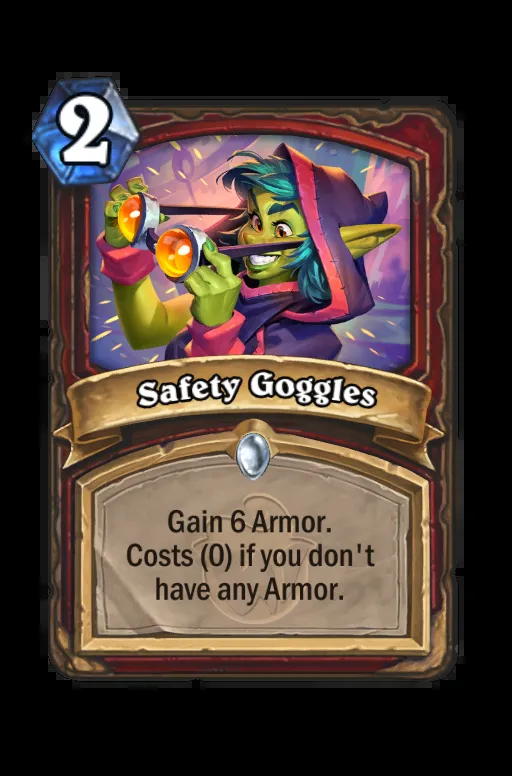 2
Safety Goggles
Gain 6 Armor.
Costs (0) if you don't
have any Armor.